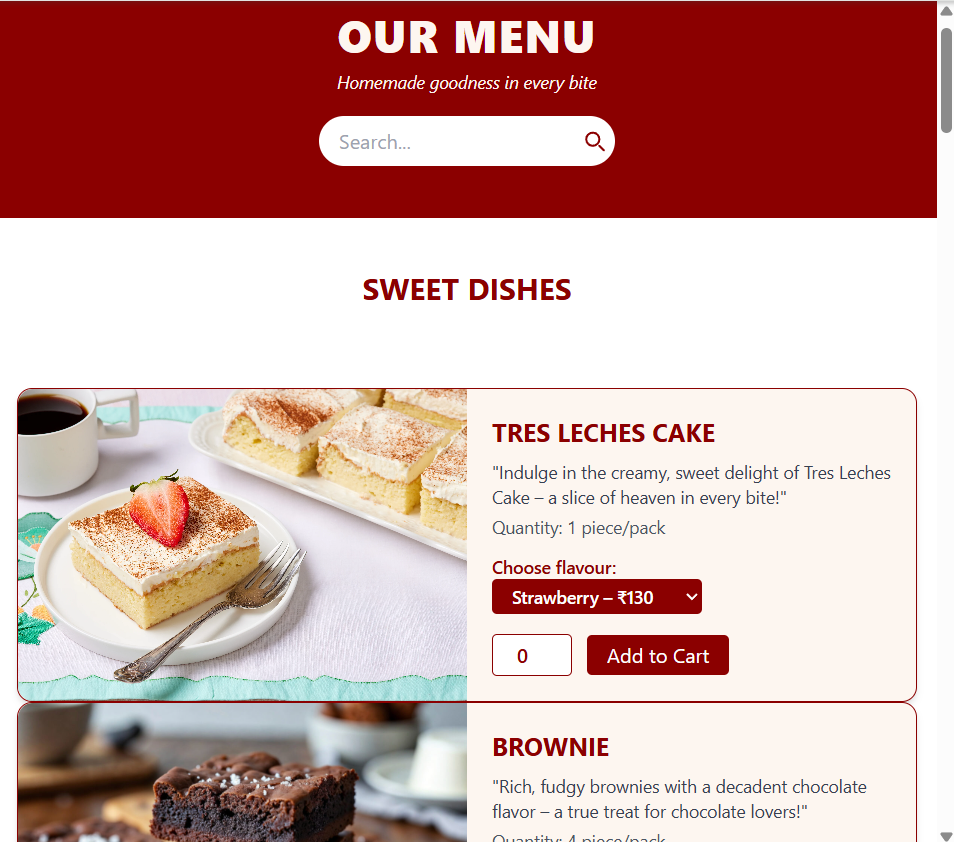 OUR MENU
Homemade goodness in every bite
Search...
SWEET DISHES
TRES LECHES CAKE
"Indulge in the creamy, sweet delight of Tres Leches
Cake – a slice of heaven in every bite!"
Quantity: 1 piece/pack
Choose flavour:
Strawberry – ₹130
0
Add to Cart
BROWNIE
"Rich, fudgy brownies with a decadent chocolate
flavor – a true treat for chocolate lovers!"
Quantity: 4 piece/pack